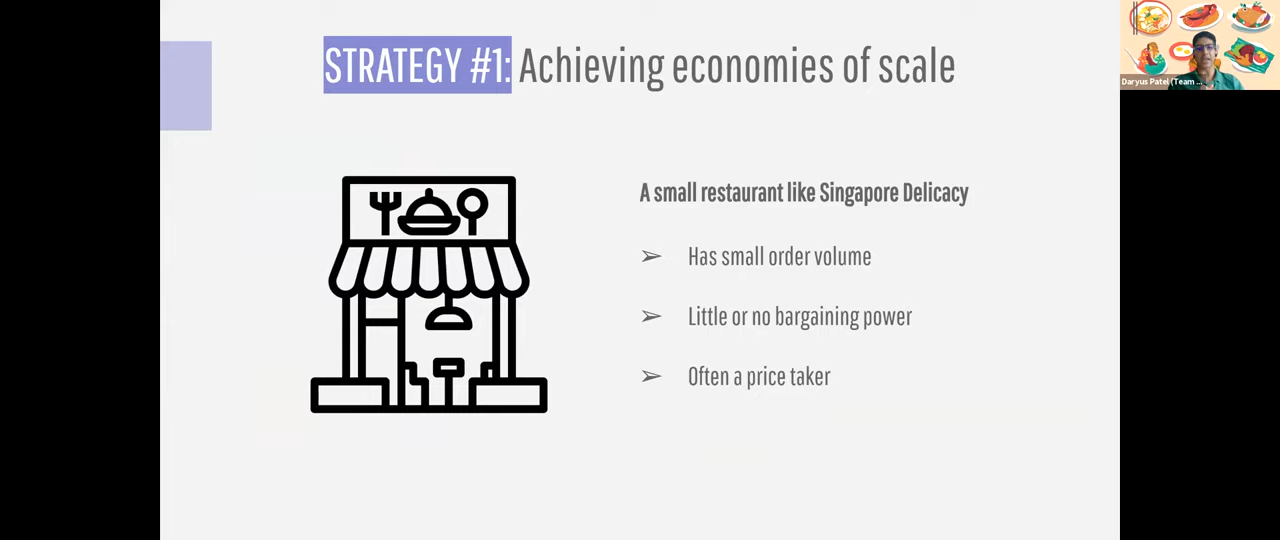 STRATEGY #1: Achieving economies of scale
Daryus Patel (Team ...
A small restaurant like Singapore Delicacy
➢ Has small order volume
➢ Little or no bargaining power
➢ Often a price taker